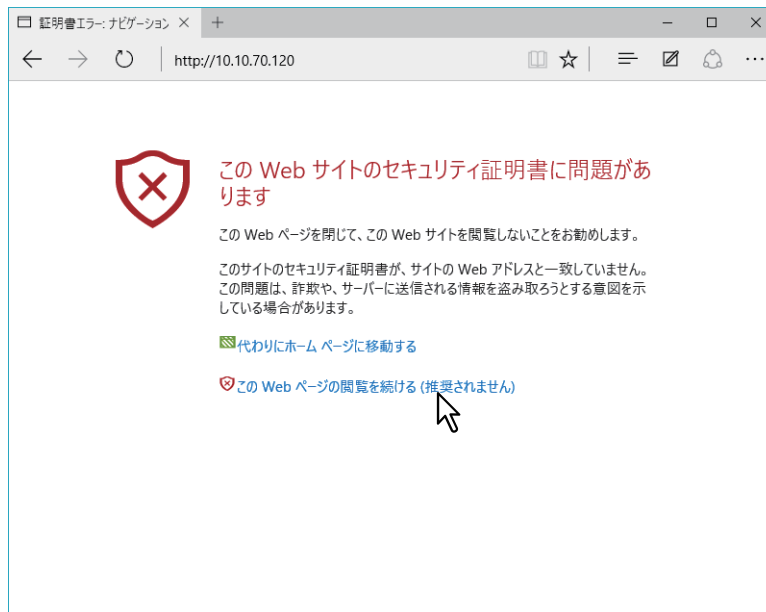 証明書エラー: ナビゲーション
http://10.10.70.120
この Web サイトのセキュリティ証明書に問題があ
ります
この Web ページを閉じて、この Web サイトを閲覧しないことをお勧めします。
このサイトのセキュリティ証明書が、サイトの Web アドレスと一致していません。
この問題は、詐欺や、サーバーに送信される情報を盗み取ろうとする意図を示
している場合があります。
代わりにホーム ページに移動する
この Web ページの閲覧を続ける (推奨されません)